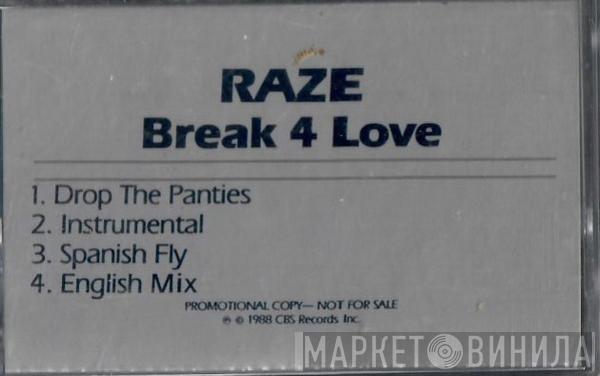 RAZE
Break 4 Love
1. Drop The Panties
2. Instrumental
3. Spanish Fly
4. English Mix
PROMOTIONAL COPY— NOT FOR SALE
℗ © 1988 CBS Records Inc.
МАРКЕТ ВИНИЛА